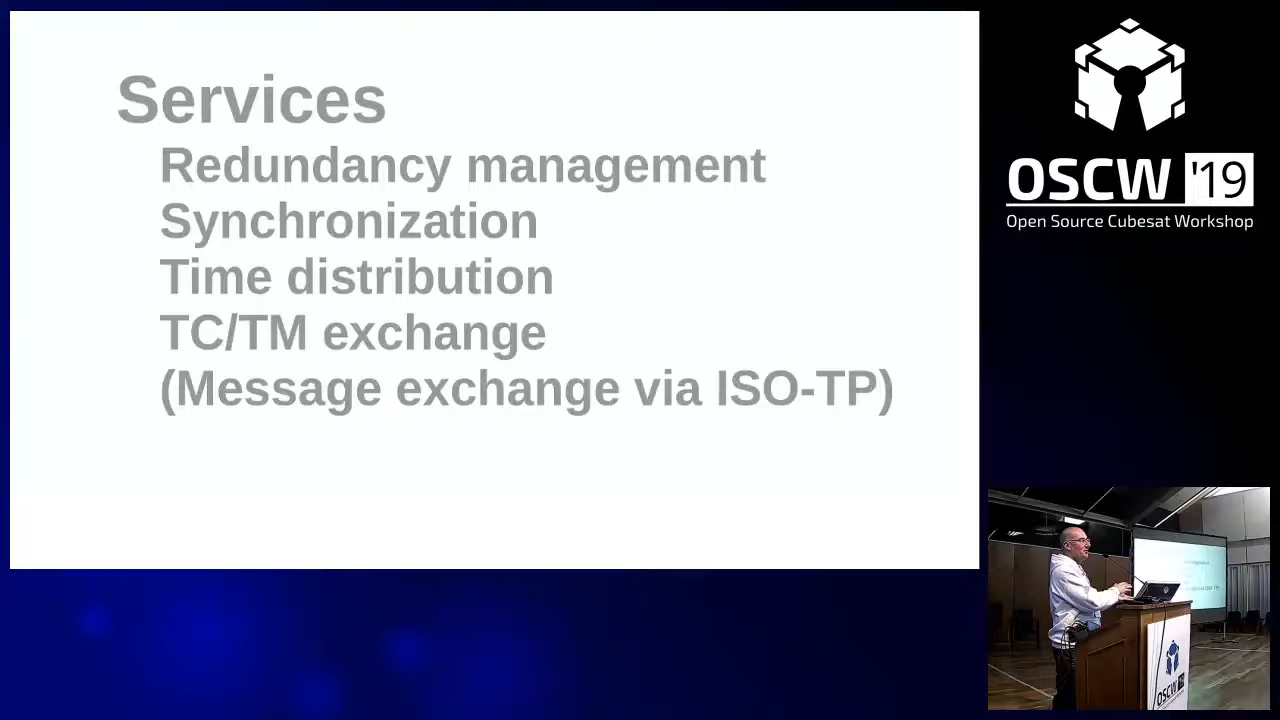 Services
Redundancy management
Synchronization
Time distribution
TC/TM exchange
(Message exchange via ISO-TP)
OSCW '19
Open Source Cubesat Workshop
OSCW